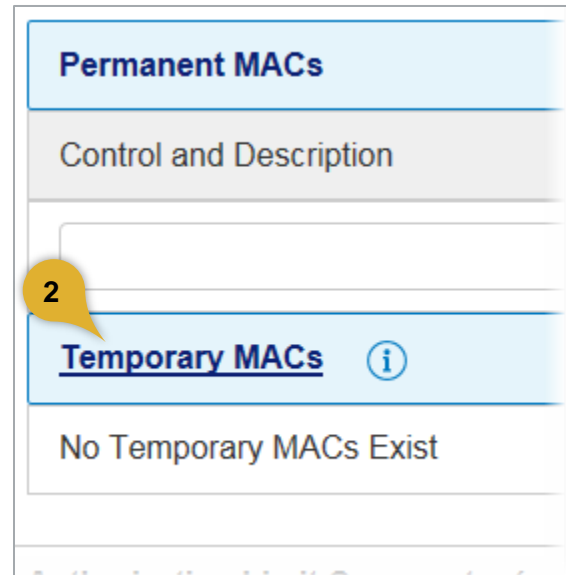 Permanent MACs
Control and Description
2
Temporary MACs
No Temporary MACs Exist